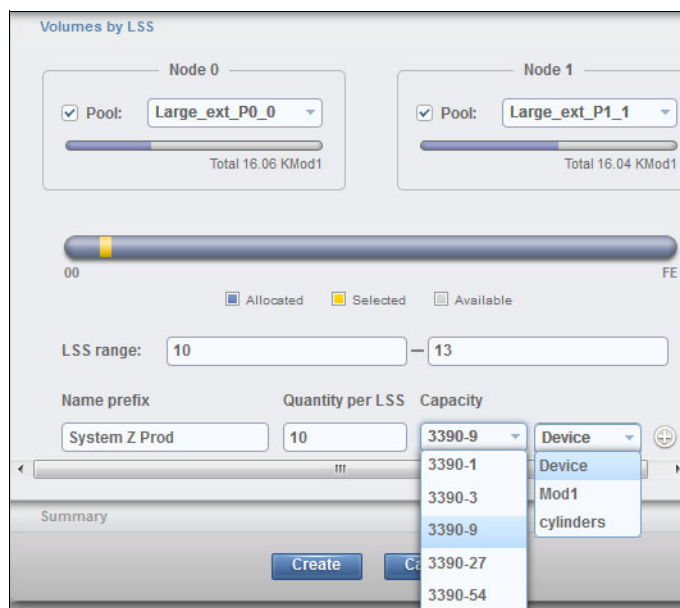 Volumes by LSS
Node 0
Node 1
Pool: Large_ext_P0_0
Pool: Large_ext_P1_1
Total 16.06 KMod1
Total 16.04 KMod1
00
FE
Allocated Selected Available
LSS range: 10 – 13
Name prefix Quantity per LSS Capacity
System Z Prod 10 3390-9 Device
3390-1 Device
3390-3 Mod1
3390-9 cylinders
3390-27
3390-54
Summary
Create Ca